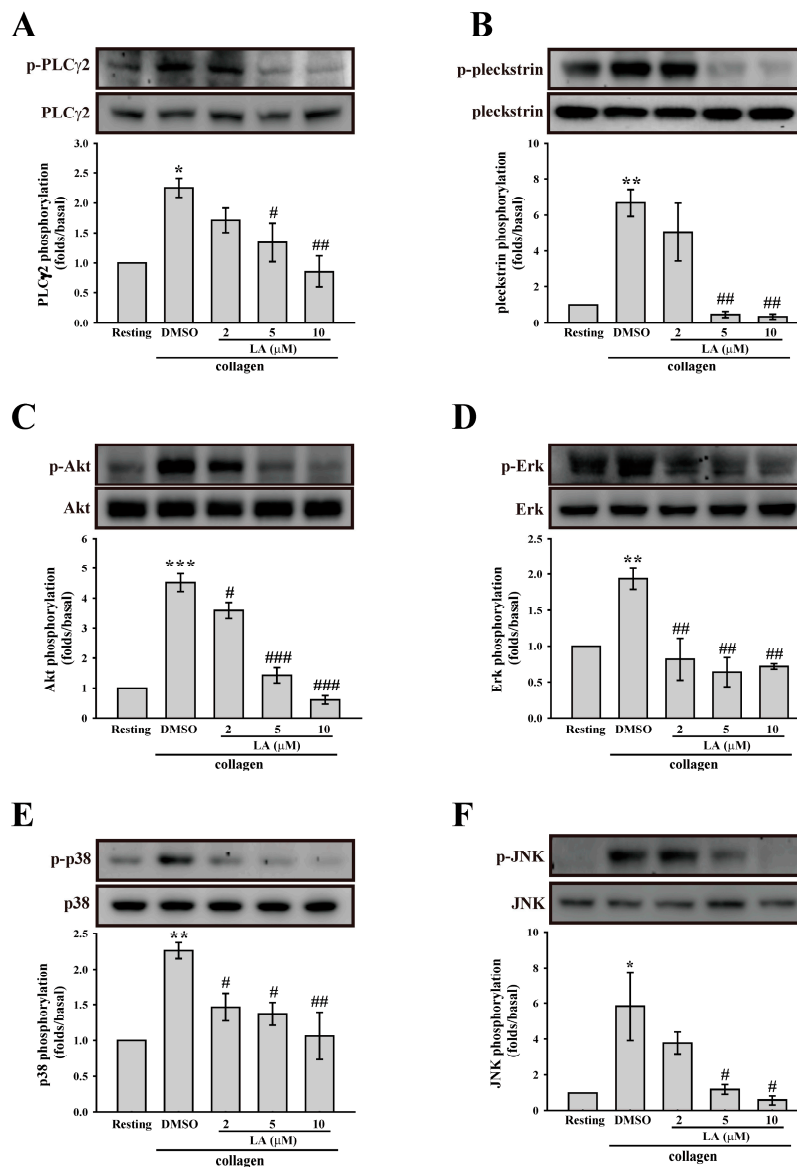 A
p-PLCγ2
PLCγ2
PLCγ2 phosphorylation
(folds/basal)
3.0
2.5
2.0
1.5
1.0
0.5
0.0
*
#
##
Resting DMSO 2 5 10
LA (μM)
collagen
B
p-pleckstrin
pleckstrin
pleckstrin phosphorylation
(folds/basal)
10
8
6
4
2
0
**
##
##
Resting DMSO 2 5 10
LA (μM)
collagen
C
p-Akt
Akt
Akt phosphorylation
(folds/basal)
6
5
4
2
1
0
***
#
###
###
Resting DMSO 2 5 10
LA (μM)
collagen
D
p-Erk
Erk
Erk phosphorylation
(folds/basal)
2.5
2.0
1.5
1.0
0.5
0.0
**
##
##
##
Resting DMSO 2 5 10
LA (μM)
collagen
E
p-p38
p38
p38 phosphorylation
(folds/basal)
2.5
2.0
1.5
1.0
0.5
0.0
**
#
#
##
Resting DMSO 2 5 10
LA (μM)
collagen
F
p-JNK
JNK
JNK phosphorylation
(folds/basal)
10
8
6
4
2
0
*
#
#
Resting DMSO 2 5 10
LA (μM)
collagen